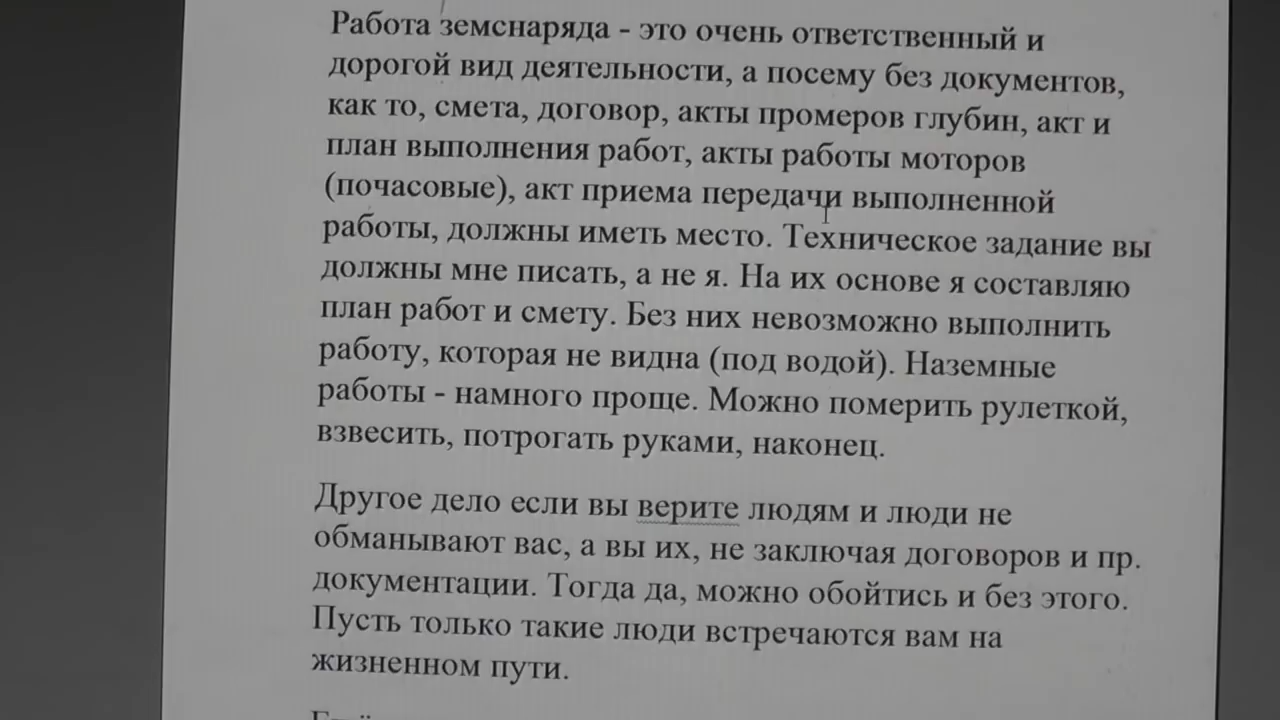 Работа земснаряда - это очень ответственный и
дорогой вид деятельности, а посему без документов,
как то, смета, договор, акты промеров глубин, акт и
план выполнения работ, акты работы моторов
(почасовые), акт приема передачи выполненной
работы, должны иметь место. Техническое задание вы
должны мне писать, а не я. На их основе я составляю
план работ и смету. Без них невозможно выполнить
работу, которая не видна (под водой). Наземные
работы - намного проще. Можно померить рулеткой,
взвесить, потрогать руками, наконец.
Другое дело если вы верите людям и люди не
обманывают вас, а вы их, не заключая договоров и пр.
документации. Тогда да, можно обойтись и без этого.
Пусть только такие люди встречаются вам на
жизненном пути.